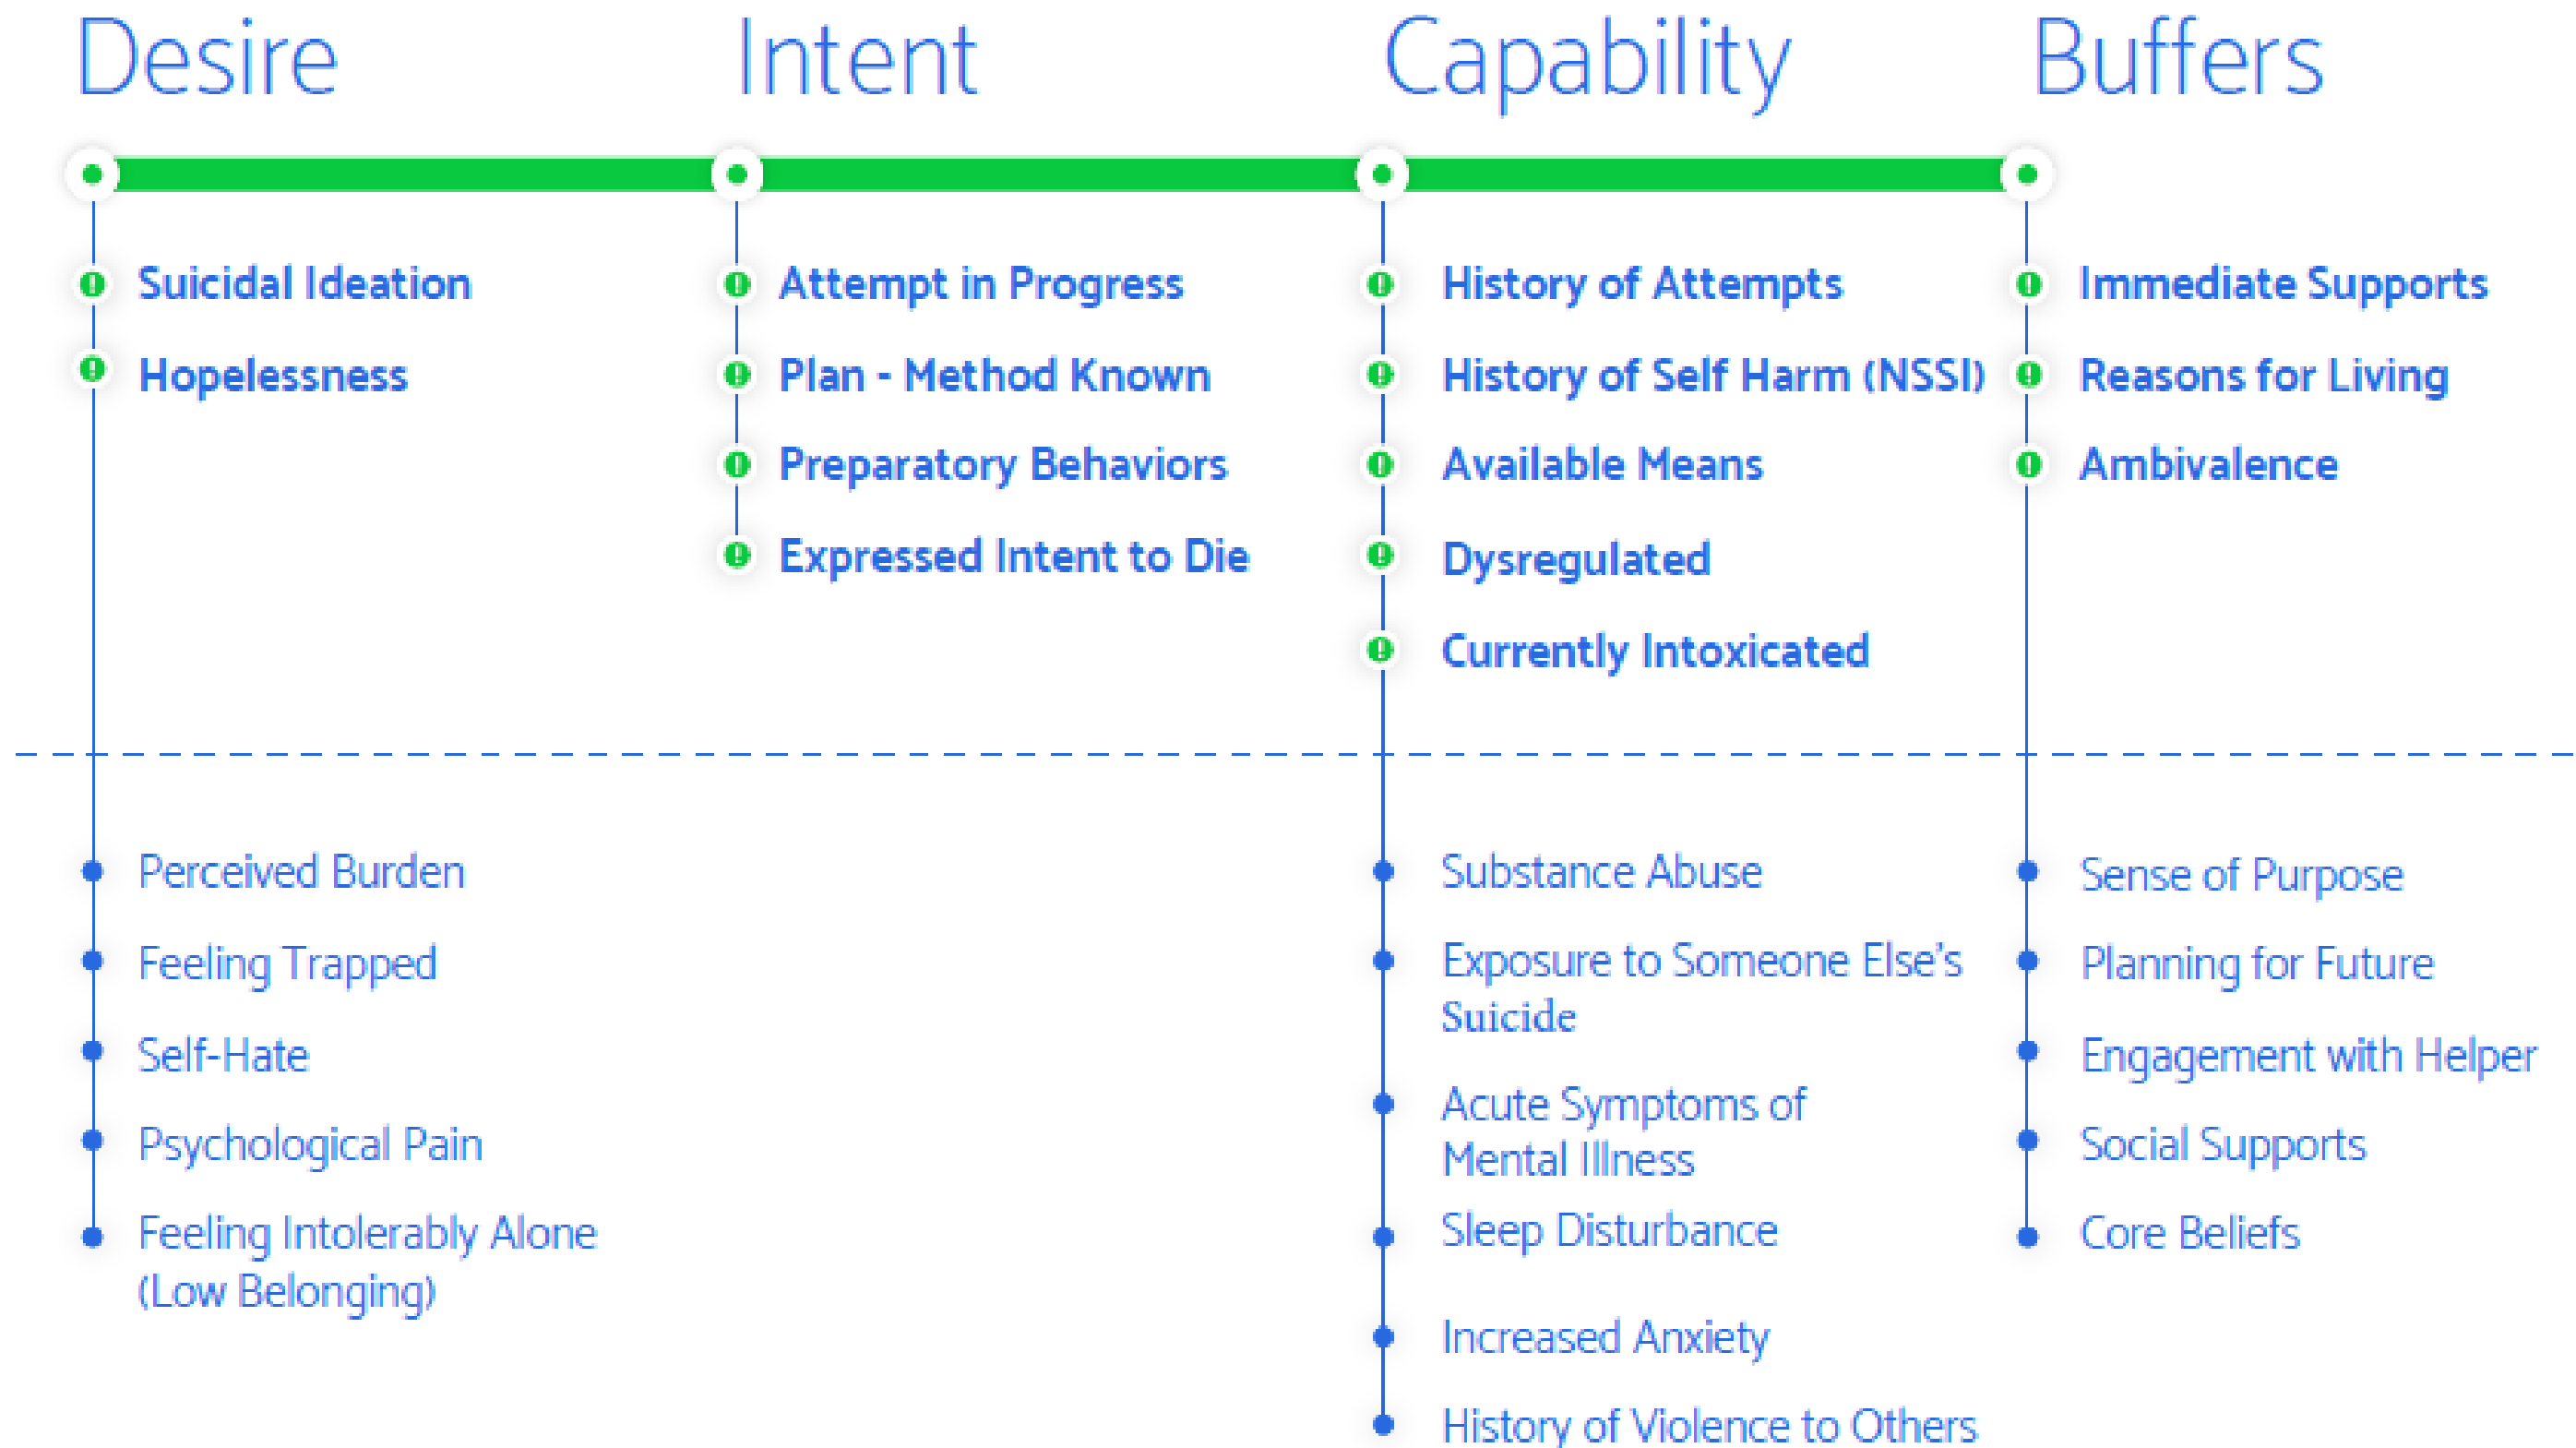 Desire
Intent
Capability
Buffers
Suicidal Ideation
Hopelessness
Attempt in Progress
Plan - Method Known
Preparatory Behaviors
Expressed Intent to Die
History of Attempts
History of Self Harm (NSSI)
Available Means
Dysregulated
Currently Intoxicated
Immediate Supports
Reasons for Living
Ambivalence
Perceived Burden
Feeling Trapped
Self-Hate
Psychological Pain
Feeling Intolerably Alone
(Low Belonging)
Substance Abuse
Exposure to Someone Else's
Suicide
Acute Symptoms of
Mental Illness
Sleep Disturbance
Increased Anxiety
History of Violence to Others
Sense of Purpose
Planning for Future
Engagement with Helper
Social Supports
Core Beliefs